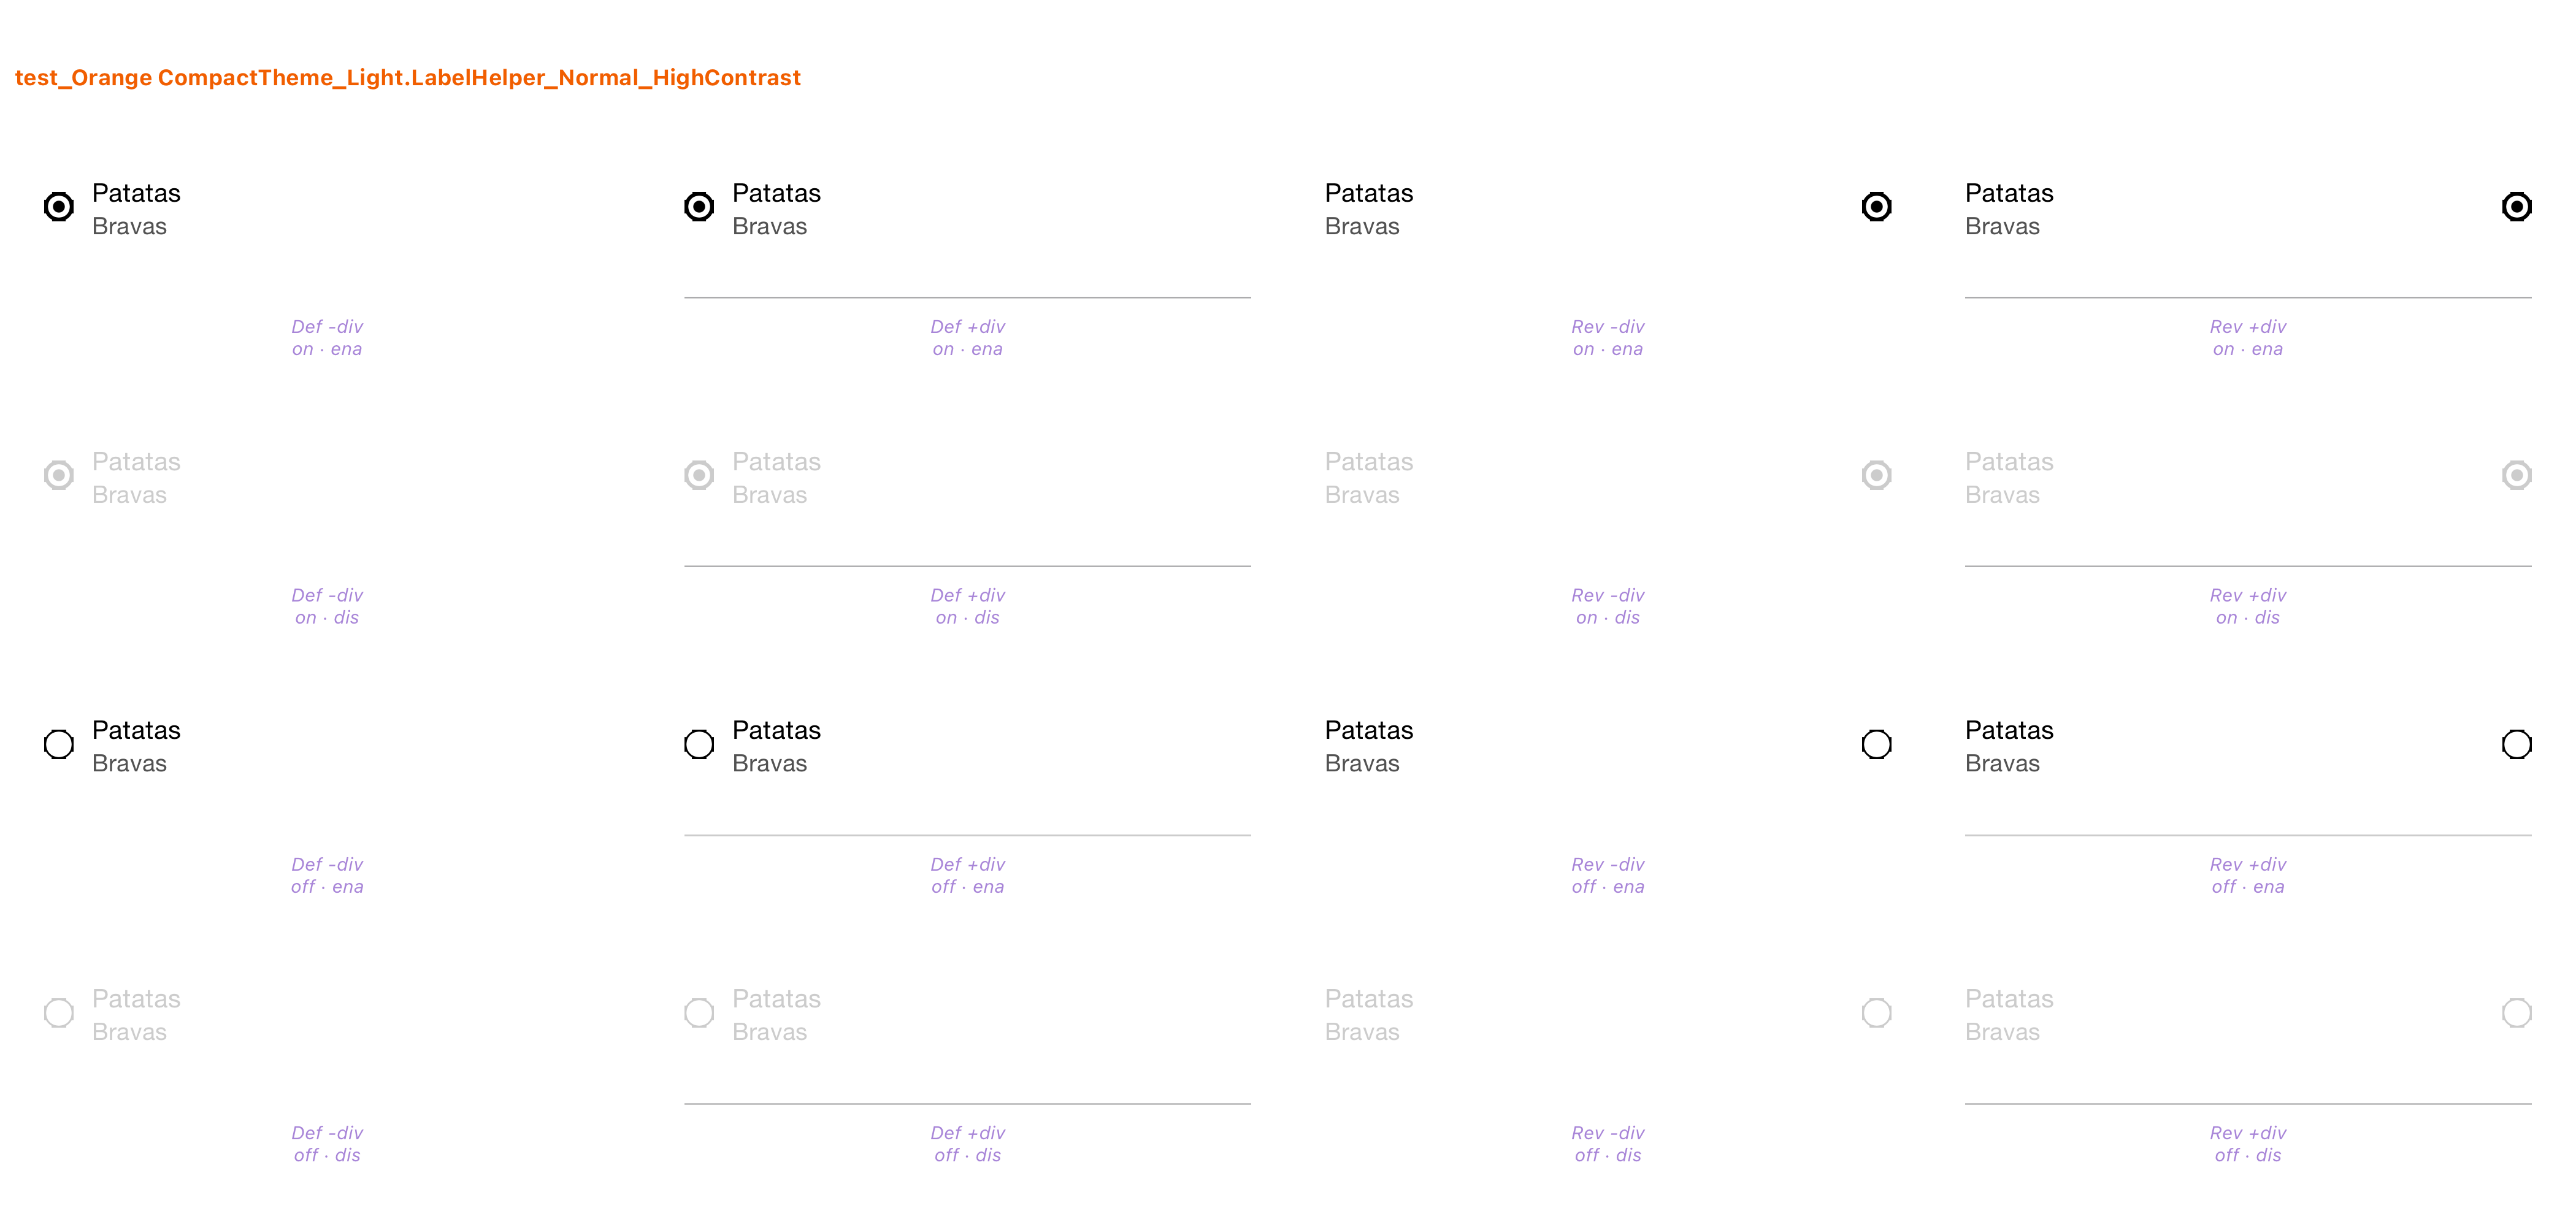 test_Orange CompactTheme_Light.LabelHelper_Normal_HighContrast
Patatas Patatas Patatas Patatas
Bravas Bravas Bravas Bravas
Def -div Def +div Rev -div Rev +div
on · ena on · ena on · ena on · ena
Patatas Patatas Patatas Patatas
Bravas Bravas Bravas Bravas
Def -div Def +div Rev -div Rev +div
on · dis on · dis on · dis on · dis
Patatas Patatas Patatas Patatas
Bravas Bravas Bravas Bravas
Def -div Def +div Rev -div Rev +div
off · ena off · ena off · ena off · ena
Patatas Patatas Patatas Patatas
Bravas Bravas Bravas Bravas
Def -div Def +div Rev -div Rev +div
off · dis off · dis off · dis off · dis